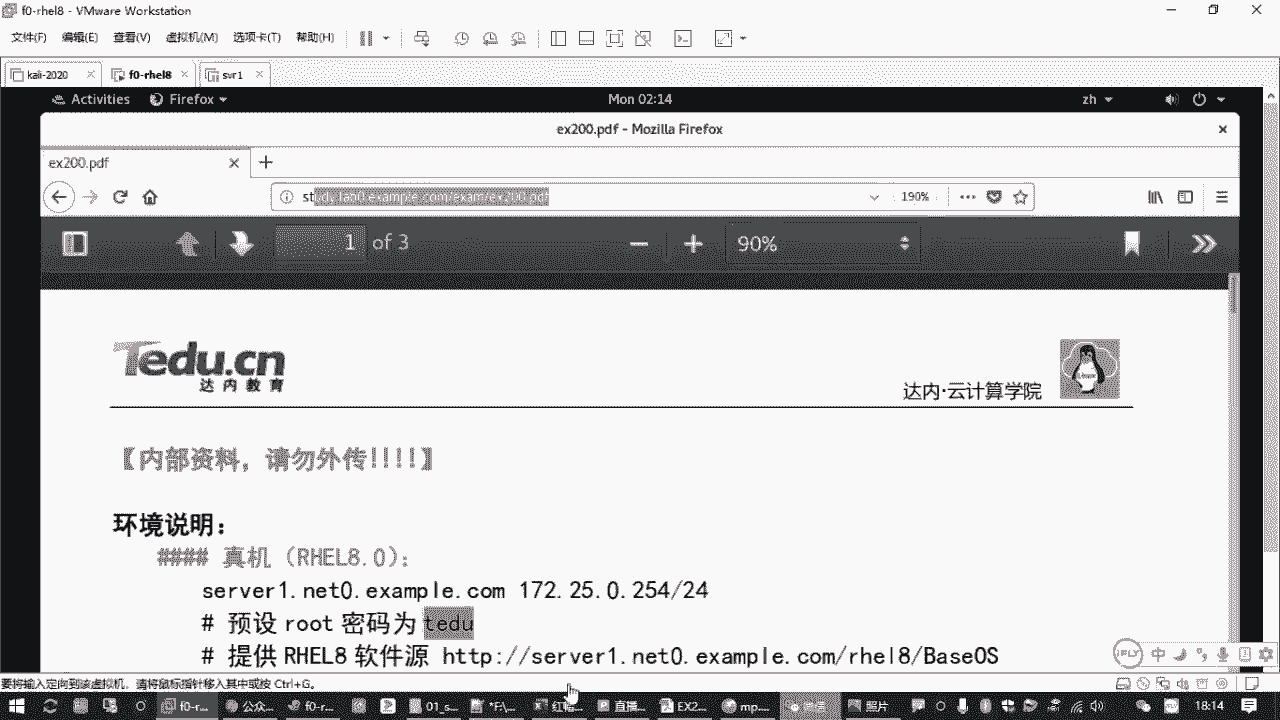 f0-rhel8 - VMware Workstation
文件(F) 编辑(E) 查看(V) 虚拟机(M) 选项卡(T) 帮助(H)
kali-2020 f0-rhel8 svr1
Activities Firefox Mon 02:14 zh
ex200.pdf - Mozilla Firefox
ex200.pdf
study.lab0.example.com/exam/ex200.pdf 190%
1 of 3 90%
Tedu.cn
达内教育
达内·云计算学院
【内部资料，请勿外传!!!!】
环境说明：
#### 真机（RHEL8.0）：
server1.net0.example.com 172.25.0.254/24
# 预设 root 密码为 tedu
# 提供 RHEL8 软件源 http://server1.net0.example.com/rhel8/BaseOS
iFLY 中
要将输入定向到该虚拟机，请将鼠标指针移入其中或按 Ctrl+G。
f0-r... 公众... f0-r... 01_s... "F:\... 红帽... 直播... EX2... mp.... 照片 18:14